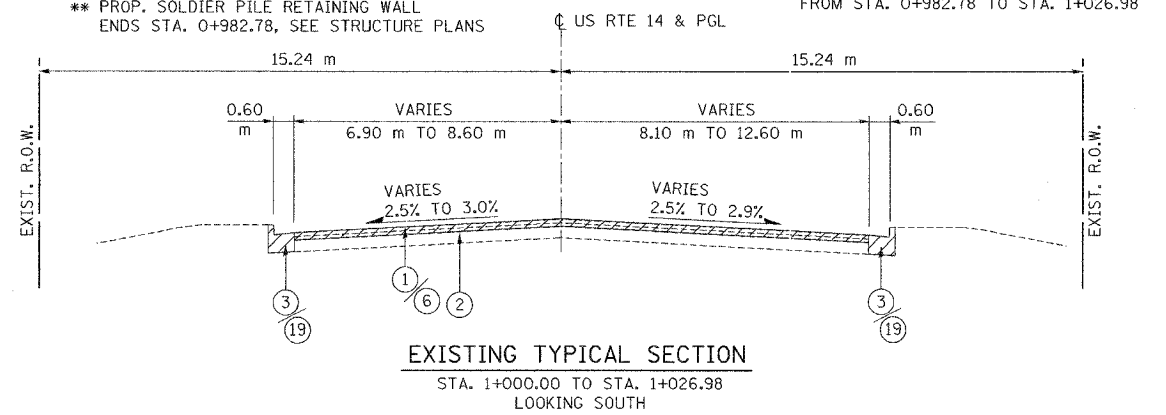 ** PROP. SOLDIER PILE RETAINING WALL
ENDS STA. 0+982.78, SEE STRUCTURE PLANS
℄ US RTE 14 & PGL
FROM STA. 0+982.78 TO STA. 1+026.98
15.24 m
15.24 m
0.60 m
VARIES
6.90 m TO 8.60 m
VARIES
8.10 m TO 12.60 m
0.60 m
EXIST. R.O.W.
VARIES
2.5% TO 3.0%
VARIES
2.5% TO 2.9%
EXIST. R.O.W.
1/6
2
3/19
3/19
EXISTING TYPICAL SECTION
STA. 1+000.00 TO STA. 1+026.98
LOOKING SOUTH